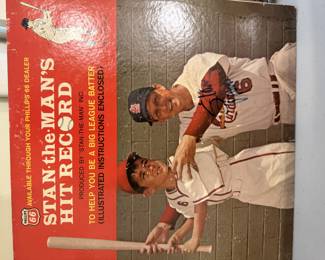 AVAILABLE THROUGH YOUR PHILLIPS 66 DEALER
STAN-the-MAN'S
HIT RECORD
PRODUCED BY 'STAN-THE-MAN' INC.
TO HELP YOU BE A BIG LEAGUE BATTER
(ILLUSTRATED INSTRUCTIONS ENCLOSED)
66
6
6